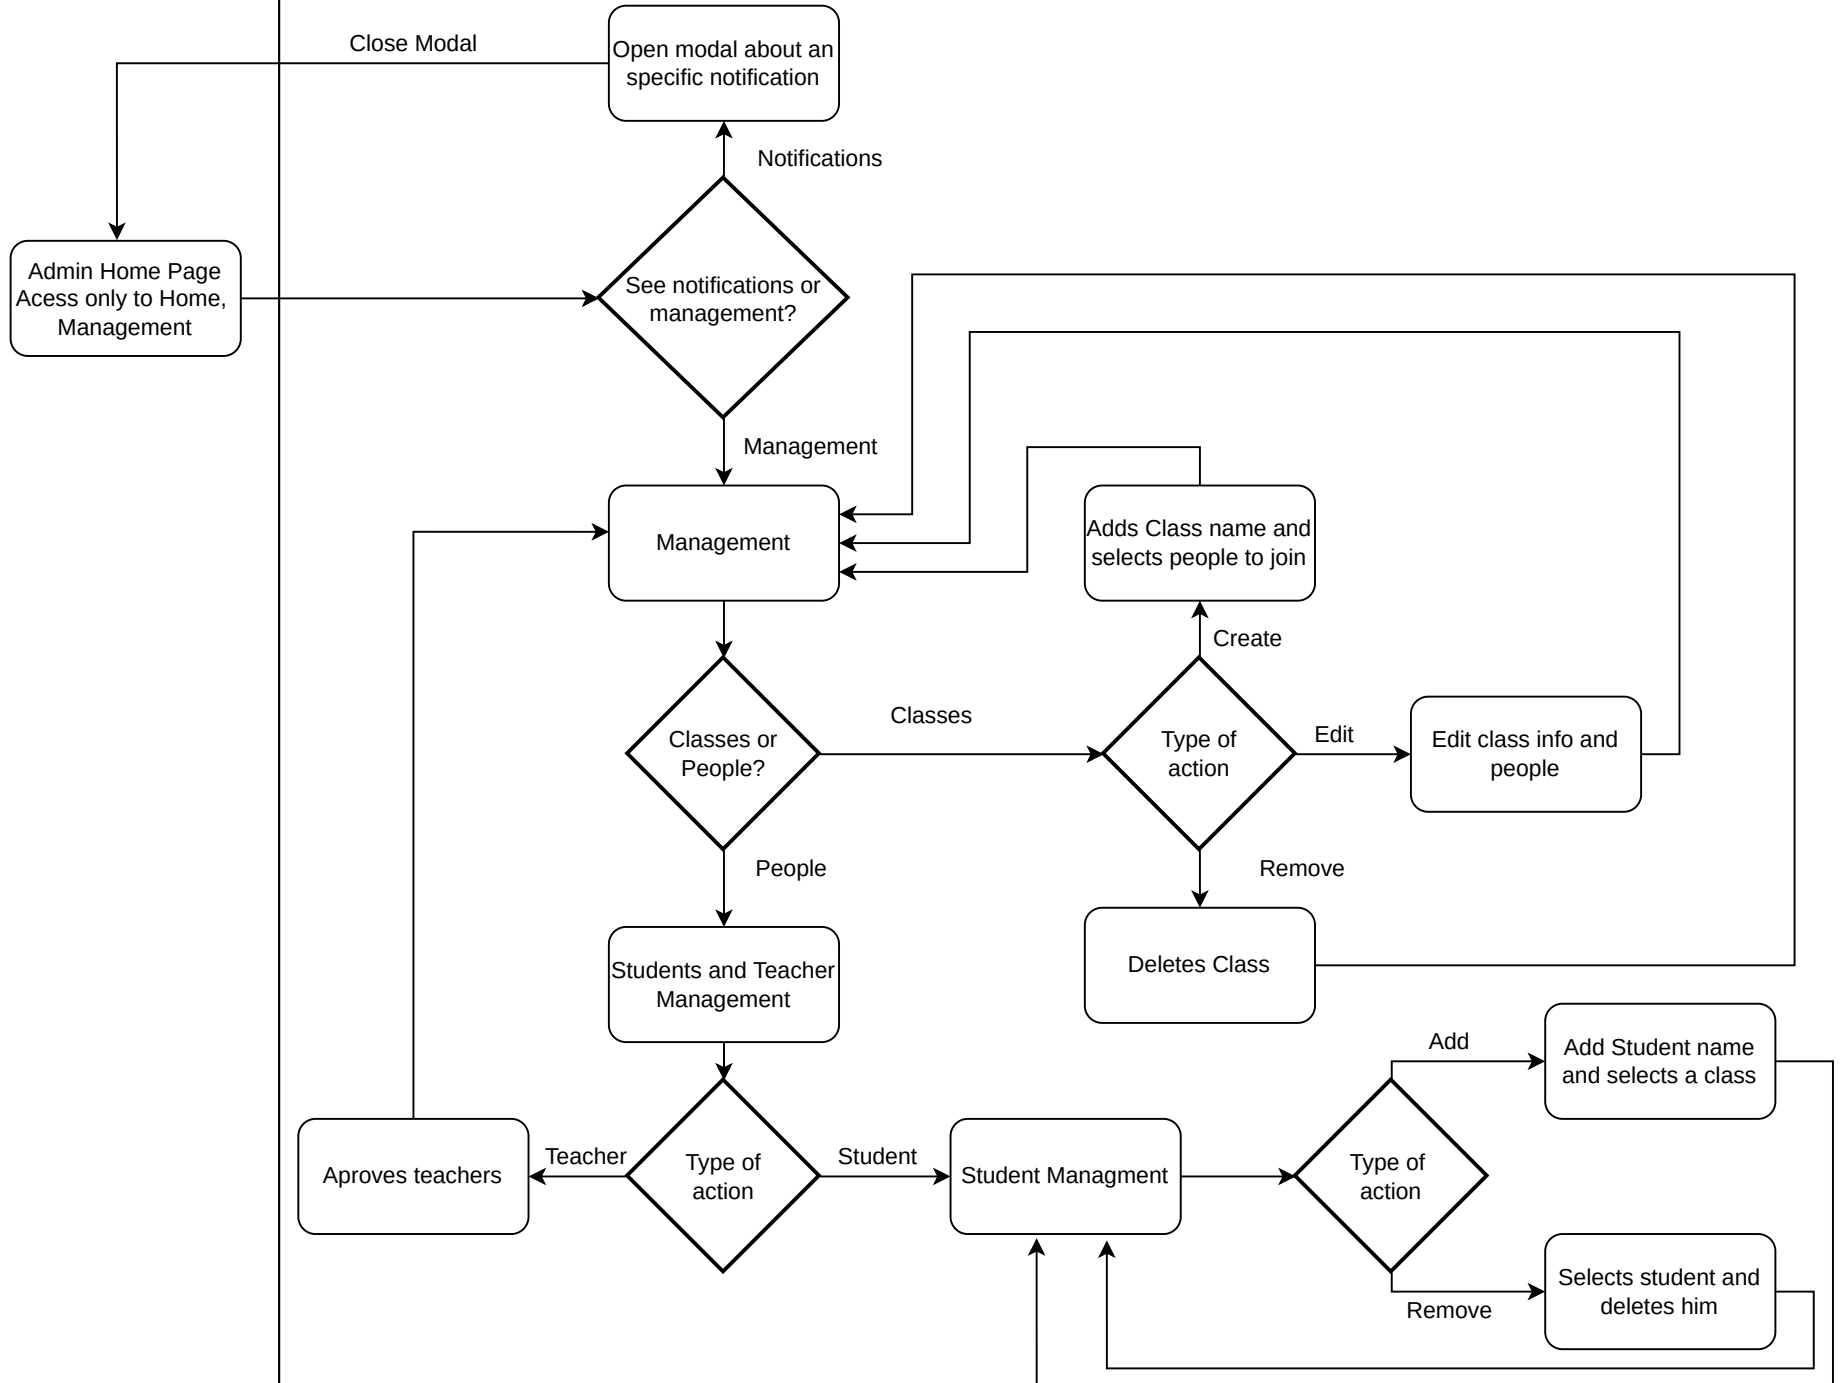 Close Modal
Open modal about an
specific notification
Notifications
Admin Home Page
Acess only to Home,
Management
See notifications or
management?
Management
Management
Adds Class name and
selects people to join
Create
Classes or
People?
Classes
Type of
action
Edit
Edit class info and
people
People
Remove
Students and Teacher
Management
Deletes Class
Add
Add Student name
and selects a class
Aproves teachers
Teacher
Type of
action
Student
Student Managment
Type of
action
Remove
Selects student and
deletes him